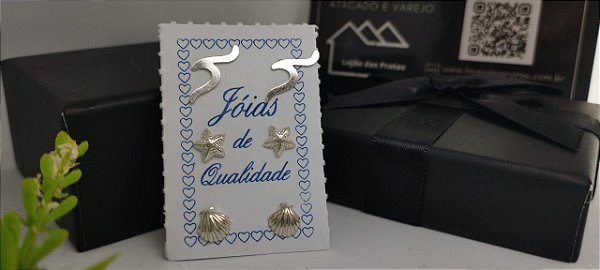 ATACADO E VAREJO
Lojão das Pratas
Jóias
de
Qualidade